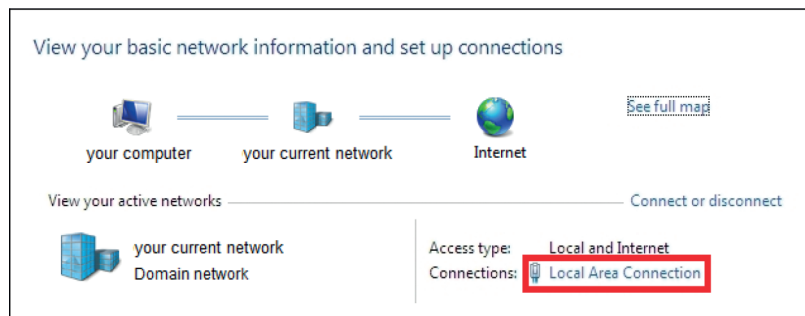 View your basic network information and set up connections
See full map
your computer your current network Internet
View your active networks Connect or disconnect
your current network Access type: Local and Internet
Domain network Connections: Local Area Connection